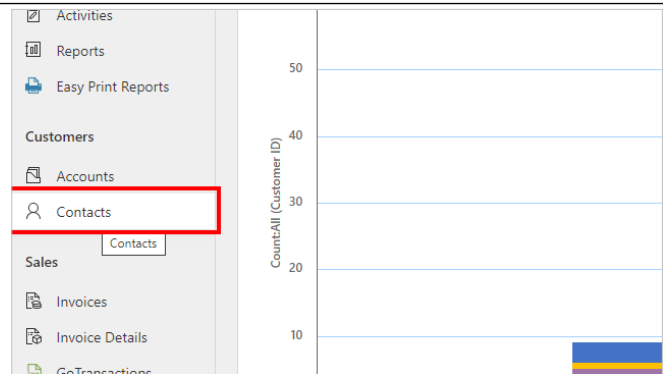 Activities
Reports
Easy Print Reports
Customers
Accounts
Contacts
Contacts
Sales
Invoices
Invoice Details
GoTransactions
50
40
30
20
10
Count:All (Customer ID)